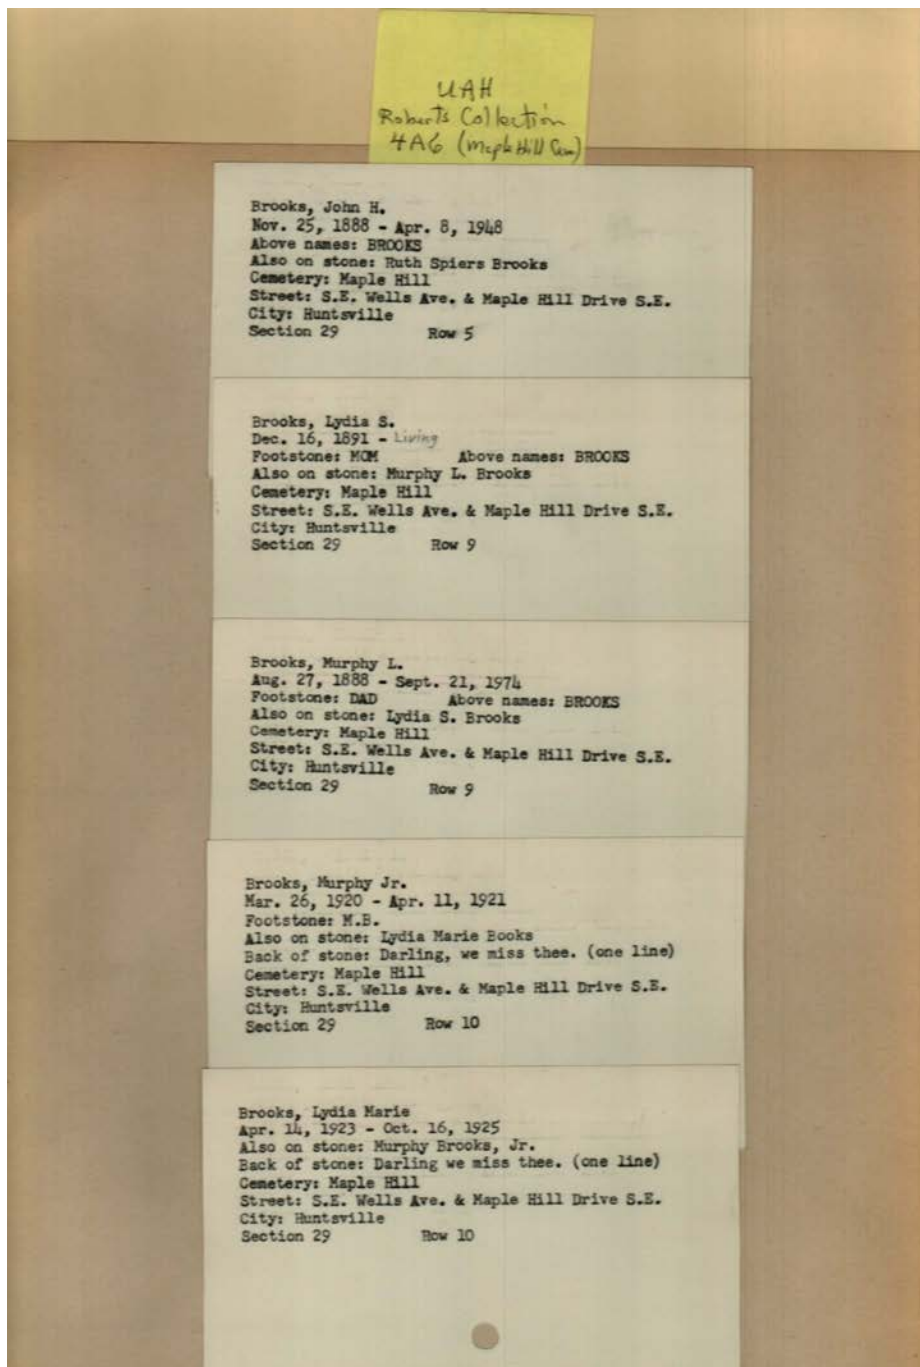 UAH
Roberts Collection
4A6 (Maple Hill Cem)
Brooks, John H.
Nov. 25, 1888 - Apr. 8, 1948
Above names: BROOKS
Also on stone: Ruth Spiers Brooks
Cemetery: Maple Hill
Street: S.E. Wells Ave. & Maple Hill Drive S.E.
City: Huntsville
Section 29 Row 5
Brooks, Lydia S.
Dec. 16, 1891 - Living
Footstone: MOM Above names: BROOKS
Also on stone: Murphy L. Brooks
Cemetery: Maple Hill
Street: S.E. Wells Ave. & Maple Hill Drive S.E.
City: Huntsville
Section 29 Row 9
Brooks, Murphy L.
Aug. 27, 1888 - Sept. 21, 1974
Footstone: DAD Above names: BROOKS
Also on stone: Lydia S. Brooks
Cemetery: Maple Hill
Street: S.E. Wells Ave. & Maple Hill Drive S.E.
City: Huntsville
Section 29 Row 9
Brooks, Murphy Jr.
Mar. 26, 1920 - Apr. 11, 1921
Footstone: M.B.
Also on stone: Lydia Marie Books
Back of stone: Darling, we miss thee. (one line)
Cemetery: Maple Hill
Street: S.E. Wells Ave. & Maple Hill Drive S.E.
City: Huntsville
Section 29 Row 10
Brooks, Lydia Marie
Apr. 14, 1923 - Oct. 16, 1925
Also on stone: Murphy Brooks, Jr.
Back of stone: Darling we miss thee. (one line)
Cemetery: Maple Hill
Street: S.E. Wells Ave. & Maple Hill Drive S.E.
City: Huntsville
Section 29 Row 10